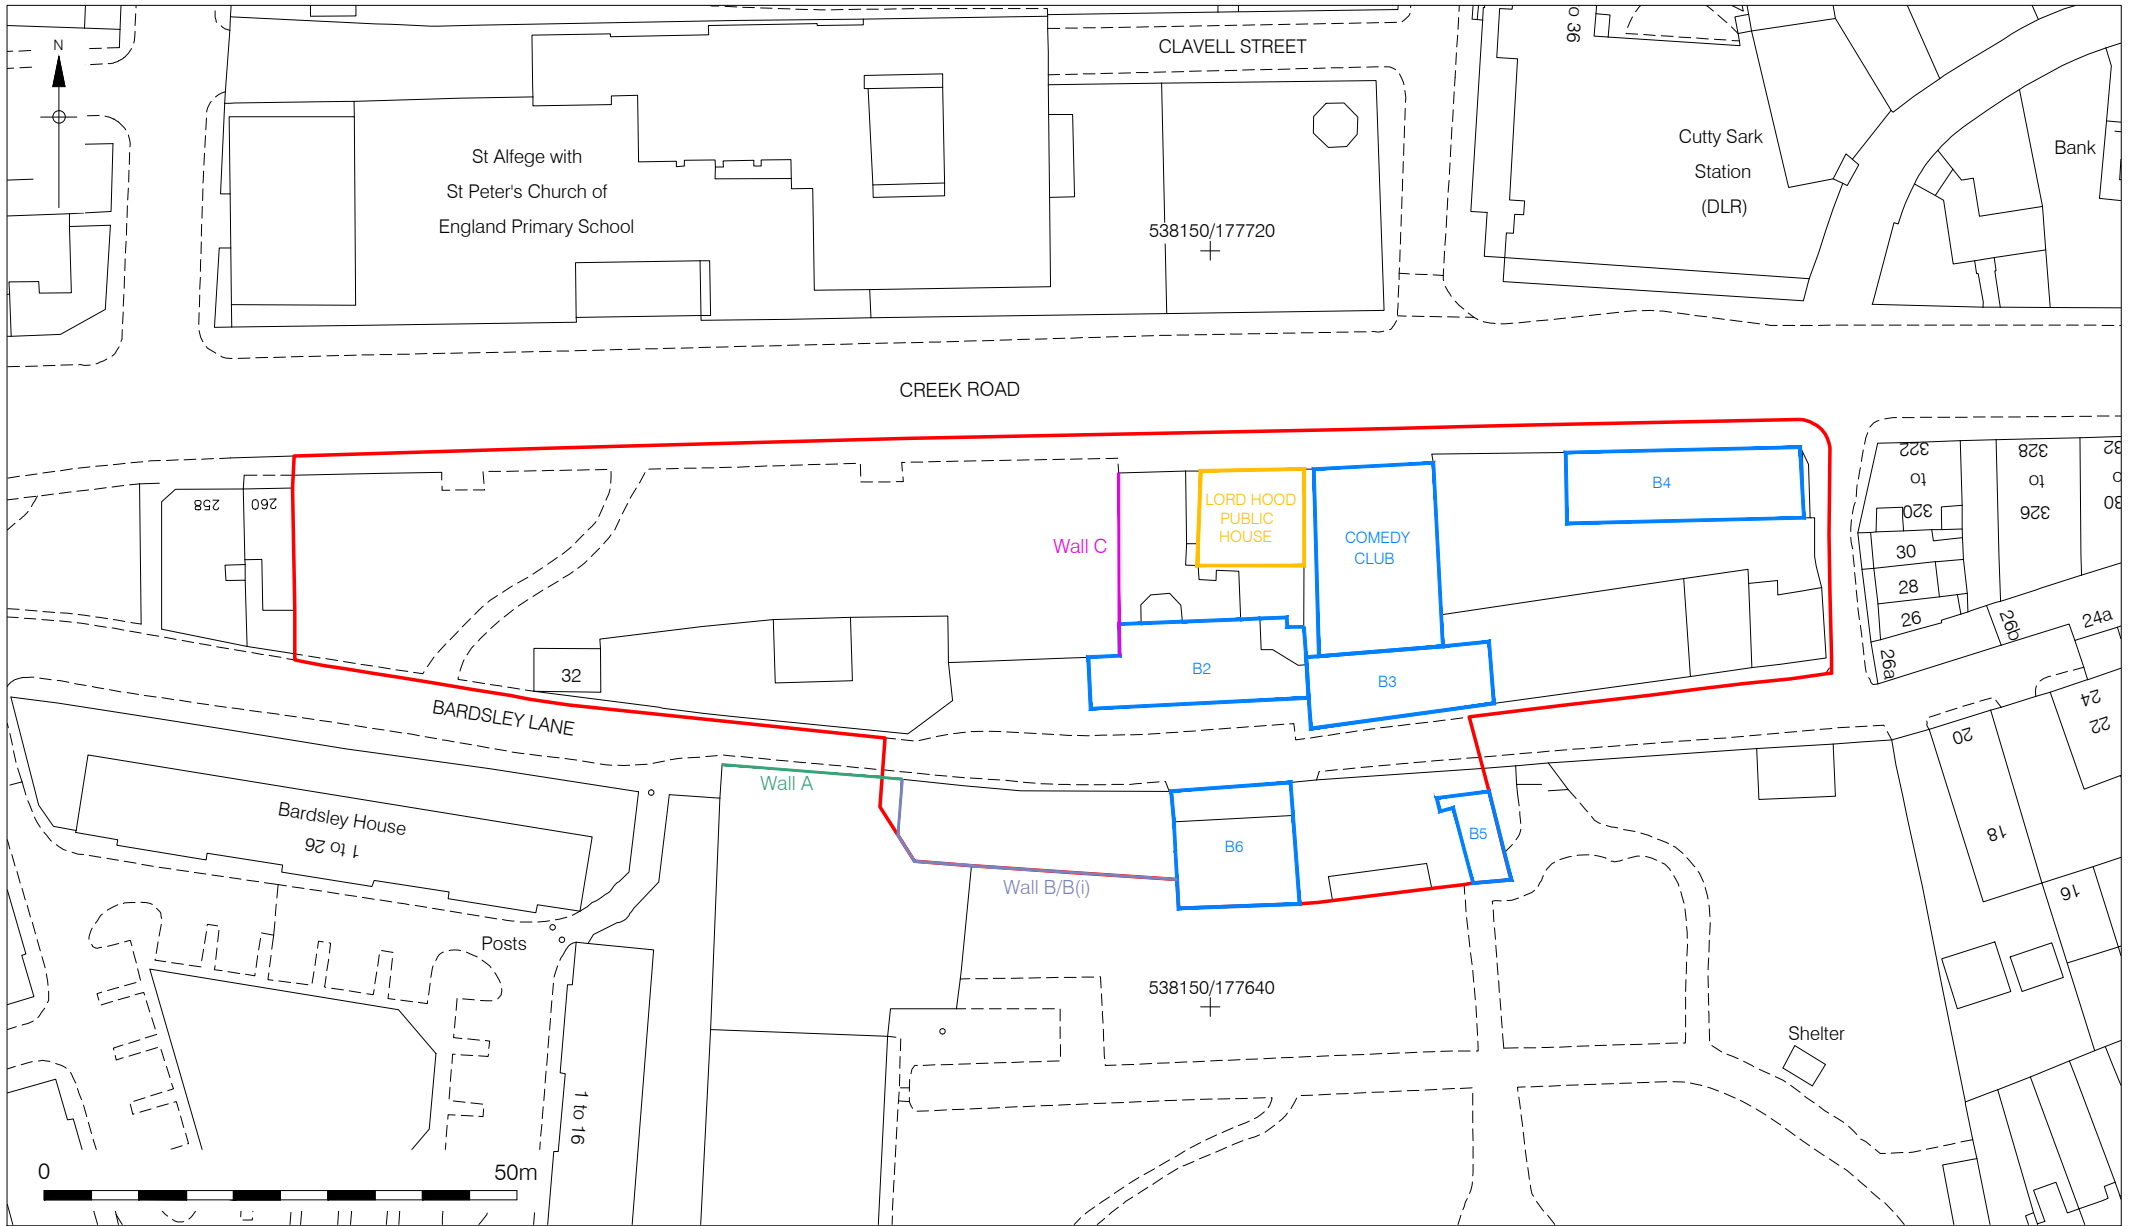 N
CLAVELL STREET
o 36
St Alfege with
St Peter's Church of
England Primary School
Cutty Sark
Station
(DLR)
Bank
538150/177720
CREEK ROAD
258
260
LORD HOOD
PUBLIC
HOUSE
COMEDY
CLUB
B4
322
to
320
328
to
326
32
30
Wall C
30
28
26
26b
24a
26a
32
B2
B3
BARDSLEY LANE
24
22
20
18
16
Wall A
Bardsley House
1 to 26
B6
B5
Wall B/B(i)
Posts
538150/177640
Shelter
1 to 16
0
50m